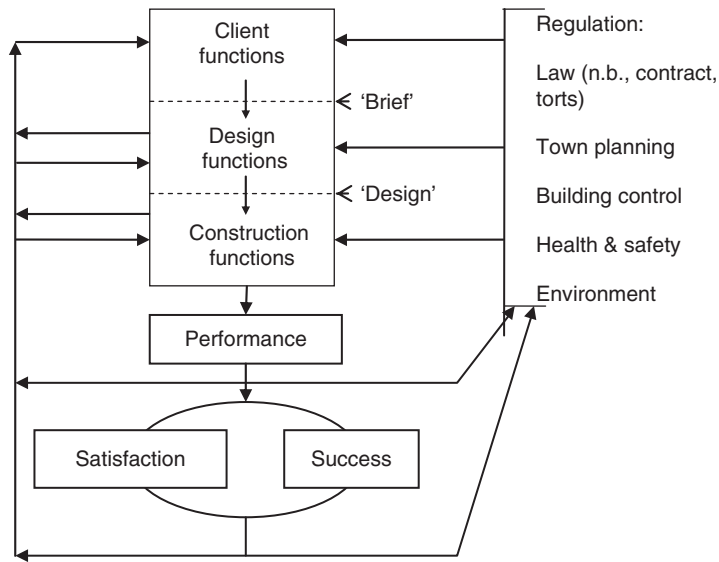 Client
functions
'Brief'
Design
functions
'Design'
Construction
functions
Performance
Satisfaction
Success
Regulation:
Law (n.b., contract,
torts)
Town planning
Building control
Health & safety
Environment